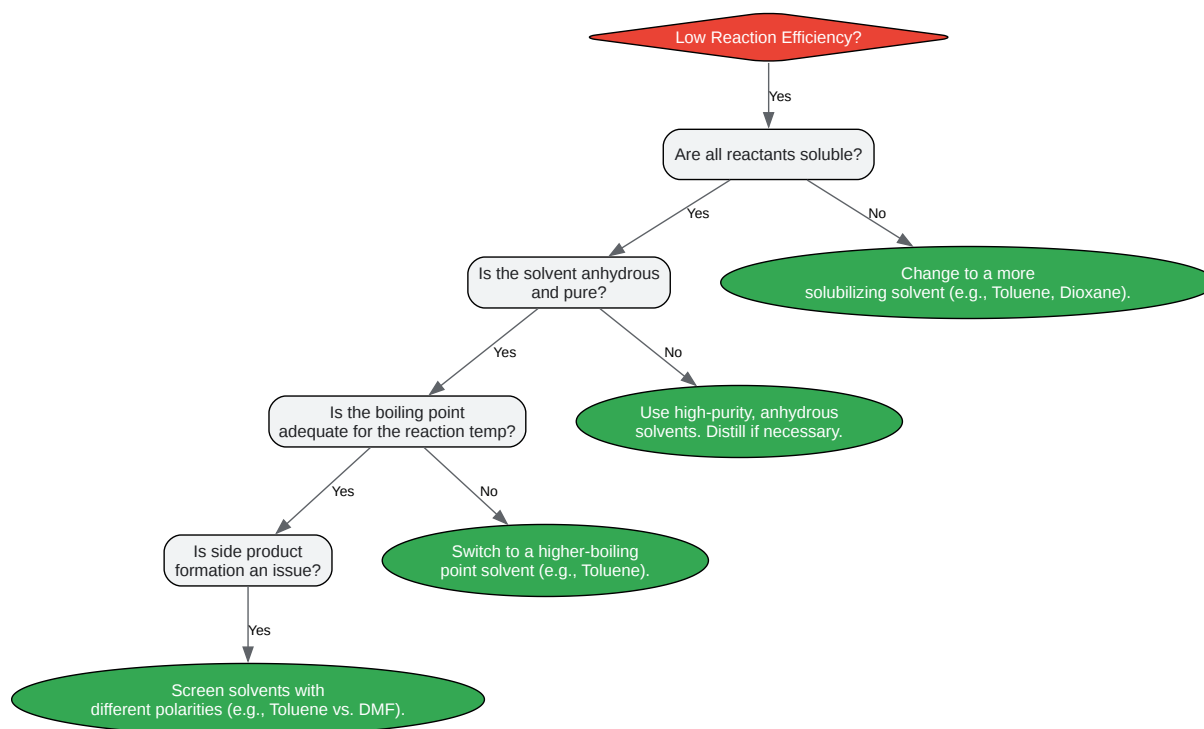 Low Reaction Efficiency?
Yes
Are all reactants soluble?
Yes
No
Is the solvent anhydrous
and pure?
Change to a more
solubilizing solvent (e.g., Toluene, Dioxane).
Yes
No
Is the boiling point
adequate for the reaction temp?
Use high-purity, anhydrous
solvents. Distill if necessary.
Yes
No
Is side product
formation an issue?
Switch to a higher-boiling
point solvent (e.g., Toluene).
Yes
Screen solvents with
different polarities (e.g., Toluene vs. DMF).